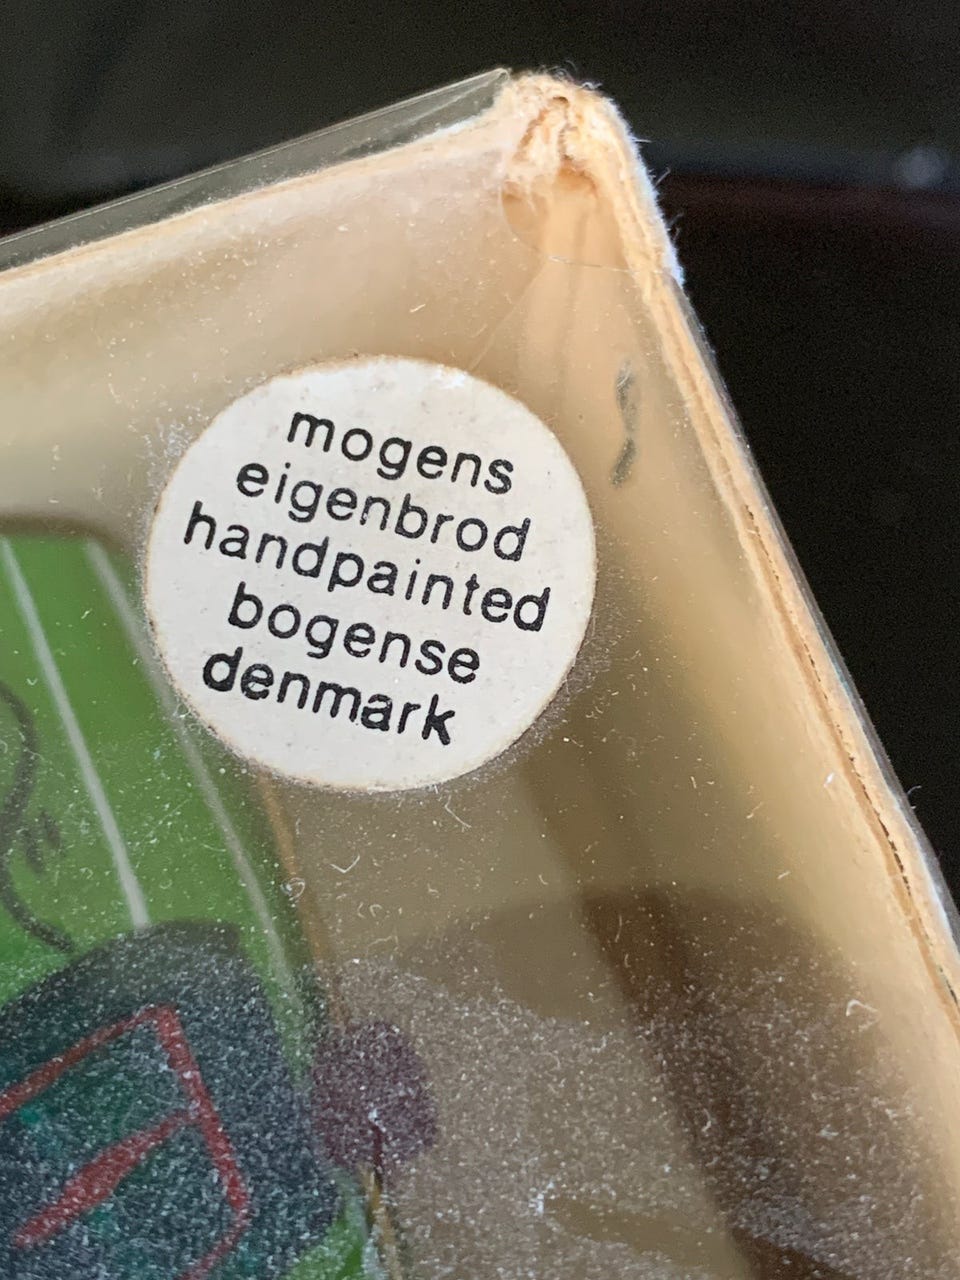 mogens
eigenbrod
handpainted
bogense
denmark